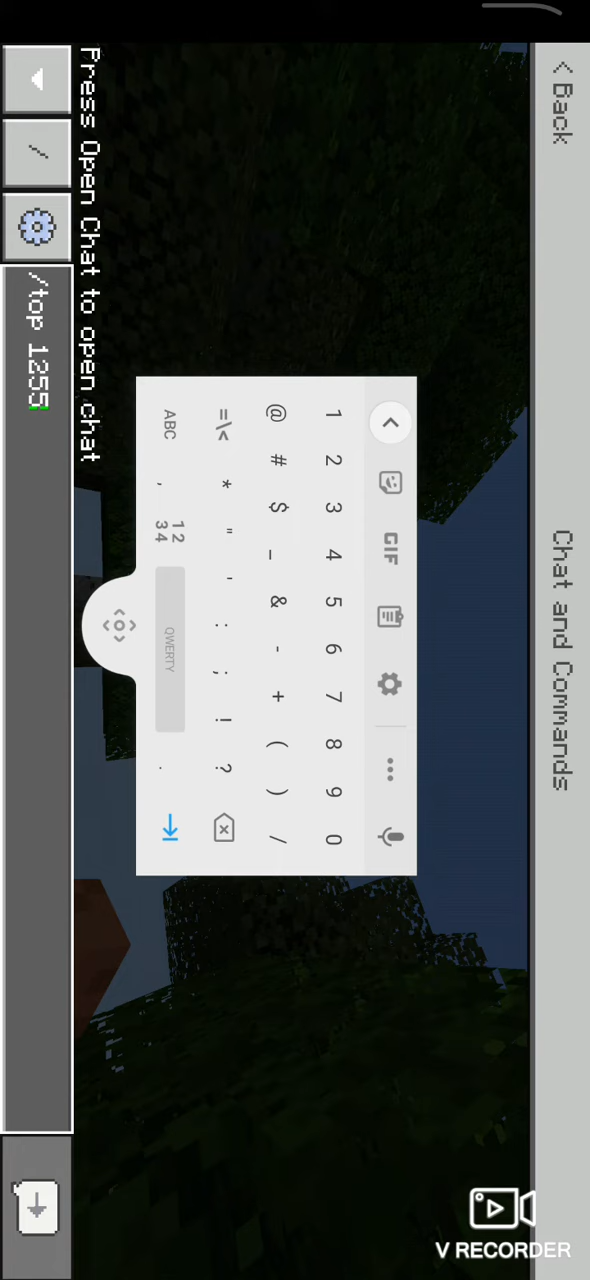 < Back
Chat and Commands
GIF
1 2 3 4 5 6 7 8 9 0
@ # $ _ & - + ( ) /
=\< * " ' : ; ! ?
ABC , 12 34 QWERTY .
Press Open Chat to open chat
/ /top 1255
V RECORDER